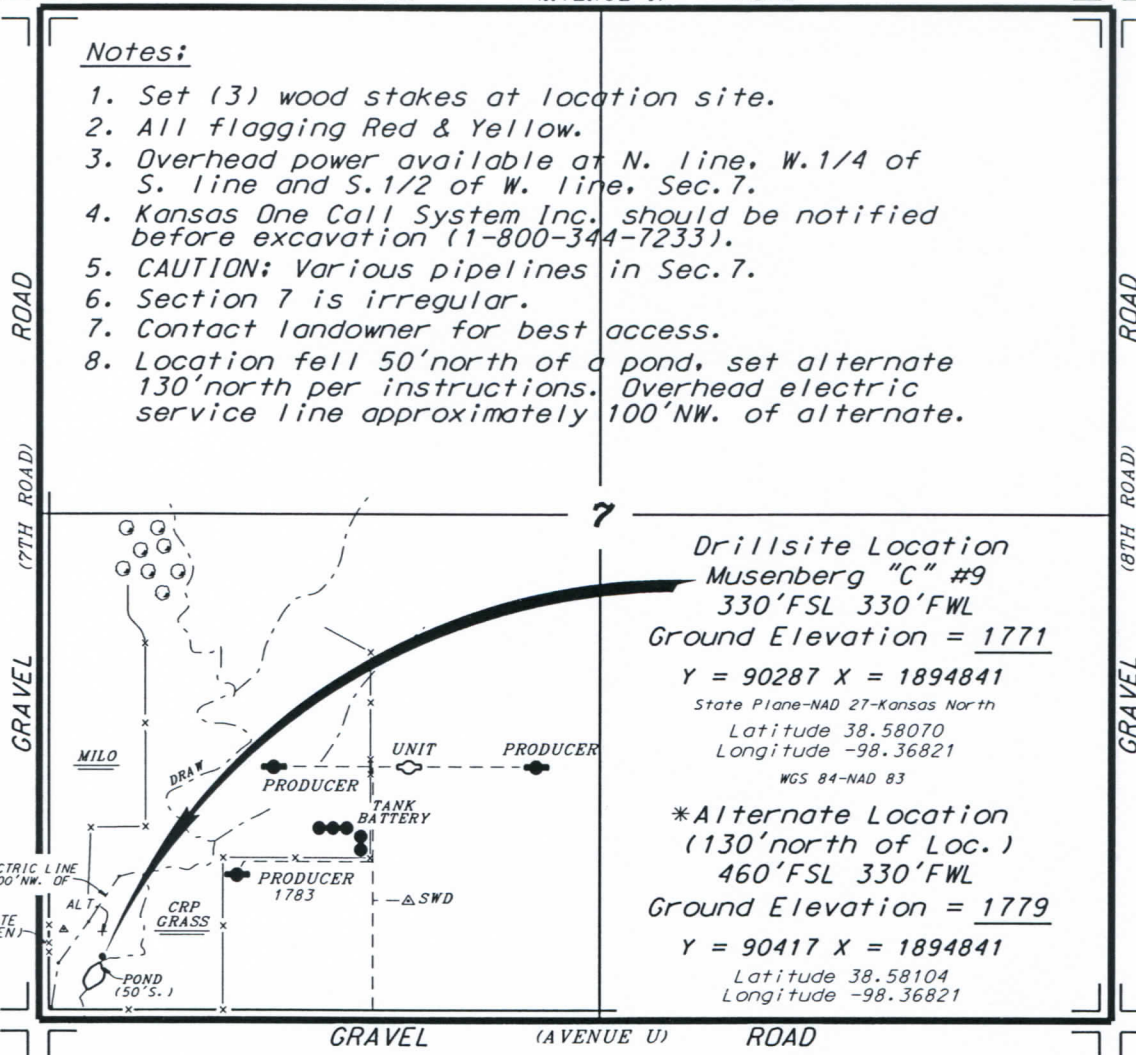 Notes:
1. Set (3) wood stakes at location site.
2. All flagging Red & Yellow.
3. Overhead power available at N. line, W.1/4 of
S. line and S.1/2 of W. line, Sec.7.
4. Kansas One Call System Inc. should be notified
before excavation (1-800-344-7233).
5. CAUTION: Various pipelines in Sec.7.
6. Section 7 is irregular.
7. Contact landowner for best access.
8. Location fell 50'north of a pond, set alternate
130'north per instructions. Overhead electric
service line approximately 100'NW. of alternate.
GRAVEL (7TH ROAD) ROAD
GRAVEL (8TH ROAD) ROAD
7
Drillsite Location
Musenberg "C" #9
330'FSL 330'FWL
Ground Elevation = 1771
Y = 90287 X = 1894841
State Plane-NAD 27-Kansas North
Latitude 38.58070
Longitude -98.36821
WGS 84-NAD 83
*Alternate Location
(130'north of Loc.)
460'FSL 330'FWL
Ground Elevation = 1779
Y = 90417 X = 1894841
Latitude 38.58104
Longitude -98.36821
MILO
DRAW
PRODUCER
UNIT
PRODUCER
TANK
BATTERY
PRODUCER
1783
SWD
LINE
NW. OF
ALT.
CRP
GRASS
POND
(50'S.)
GRAVEL (AVENUE U) ROAD